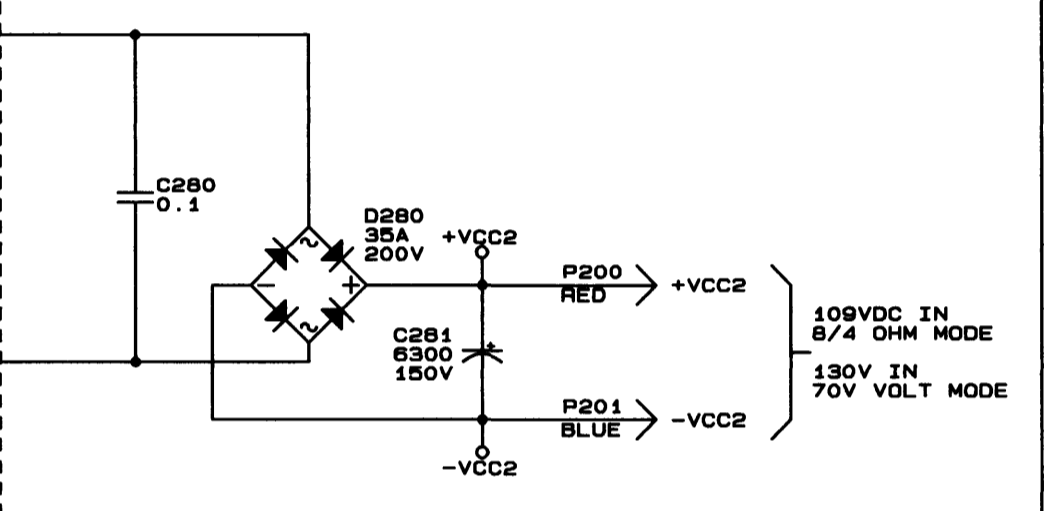 C280
0.1
D280
35A
200V
~
-
+
~
+VCC2
C281
6300
150V
+
-VCC2
P200
RED
+VCC2
P201
BLUE
-VCC2
109VDC IN
8/4 OHM MODE
130V IN
70V VOLT MODE